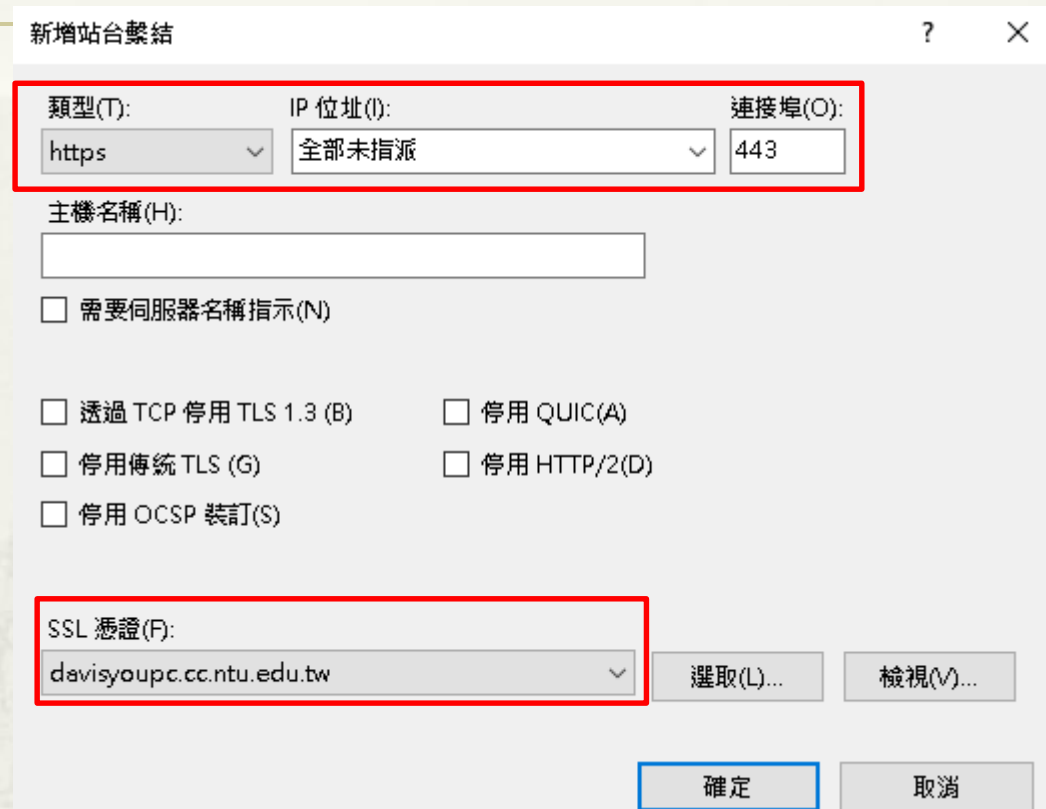 新增站台繫結 ?
類型(T): IP 位址(I): 連接埠(O):
https 全部未指派 443
主機名稱(H):
需要伺服器名稱指示(N)
透過 TCP 停用 TLS 1.3 (B) 停用 QUIC(A)
停用傳統 TLS (G) 停用 HTTP/2(D)
停用 OCSP 裝訂(S)
SSL 憑證(F):
davisyoupc.cc.ntu.edu.tw 選取(L)... 檢視(V)...
確定 取消